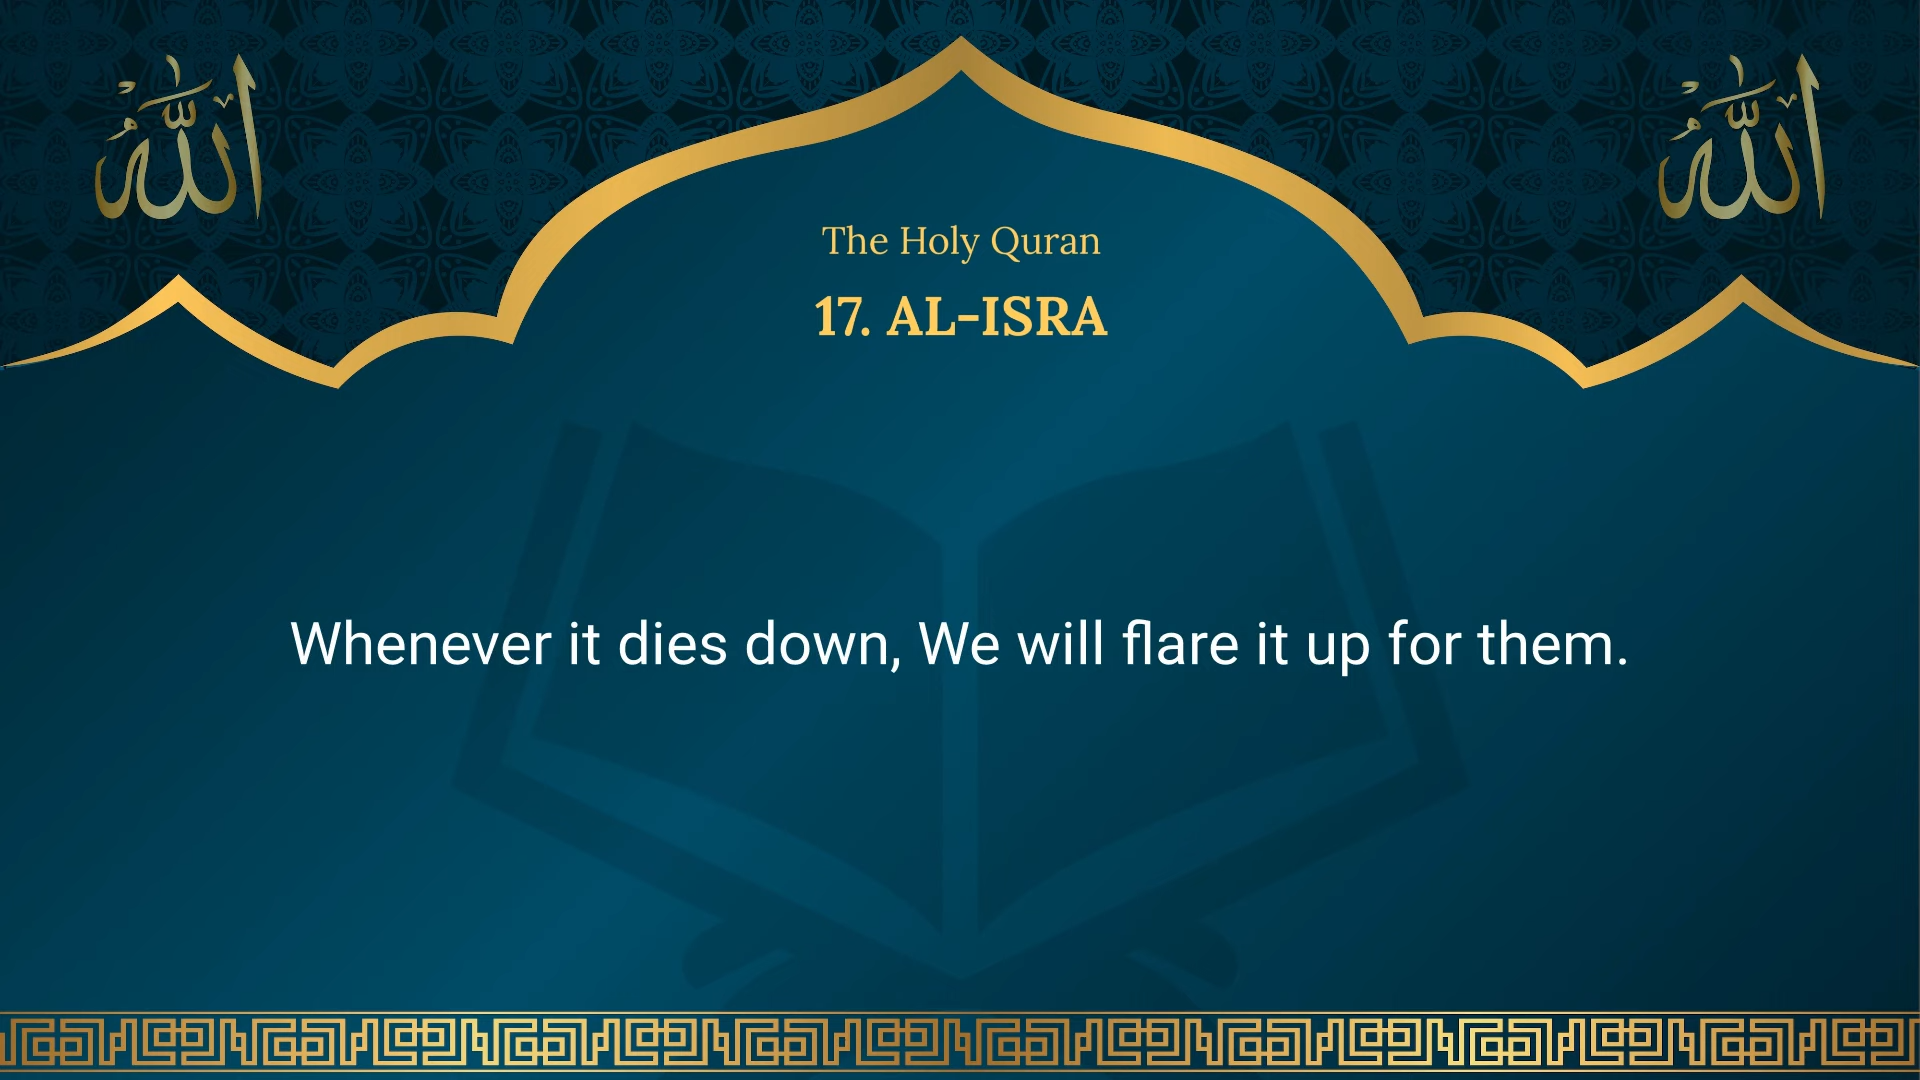 الله
الله
The Holy Quran
17. AL-ISRA
Whenever it dies down, We will flare it up for them.